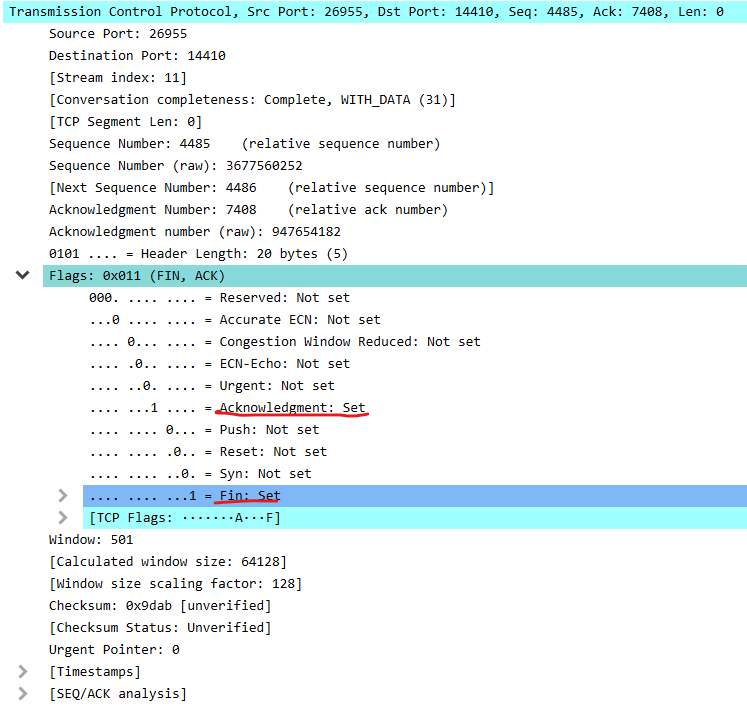 Transmission Control Protocol, Src Port: 26955, Dst Port: 14410, Seq: 4485, Ack: 7408, Len: 0
Source Port: 26955
Destination Port: 14410
[Stream index: 11]
[Conversation completeness: Complete, WITH_DATA (31)]
[TCP Segment Len: 0]
Sequence Number: 4485    (relative sequence number)
Sequence Number (raw): 3677560252
[Next Sequence Number: 4486    (relative sequence number)]
Acknowledgment Number: 7408    (relative ack number)
Acknowledgment number (raw): 947654182
0101 .... = Header Length: 20 bytes (5)
Flags: 0x011 (FIN, ACK)
000. .... .... = Reserved: Not set
...0 .... .... = Accurate ECN: Not set
.... 0... .... = Congestion Window Reduced: Not set
.... .0.. .... = ECN-Echo: Not set
.... ..0. .... = Urgent: Not set
.... ...1 .... = Acknowledgment: Set
.... .... 0... = Push: Not set
.... .... .0.. = Reset: Not set
.... .... ..0. = Syn: Not set
.... .... ...1 = Fin: Set
[TCP Flags: ·······A···F]
Window: 501
[Calculated window size: 64128]
[Window size scaling factor: 128]
Checksum: 0x9dab [unverified]
[Checksum Status: Unverified]
Urgent Pointer: 0
[Timestamps]
[SEQ/ACK analysis]